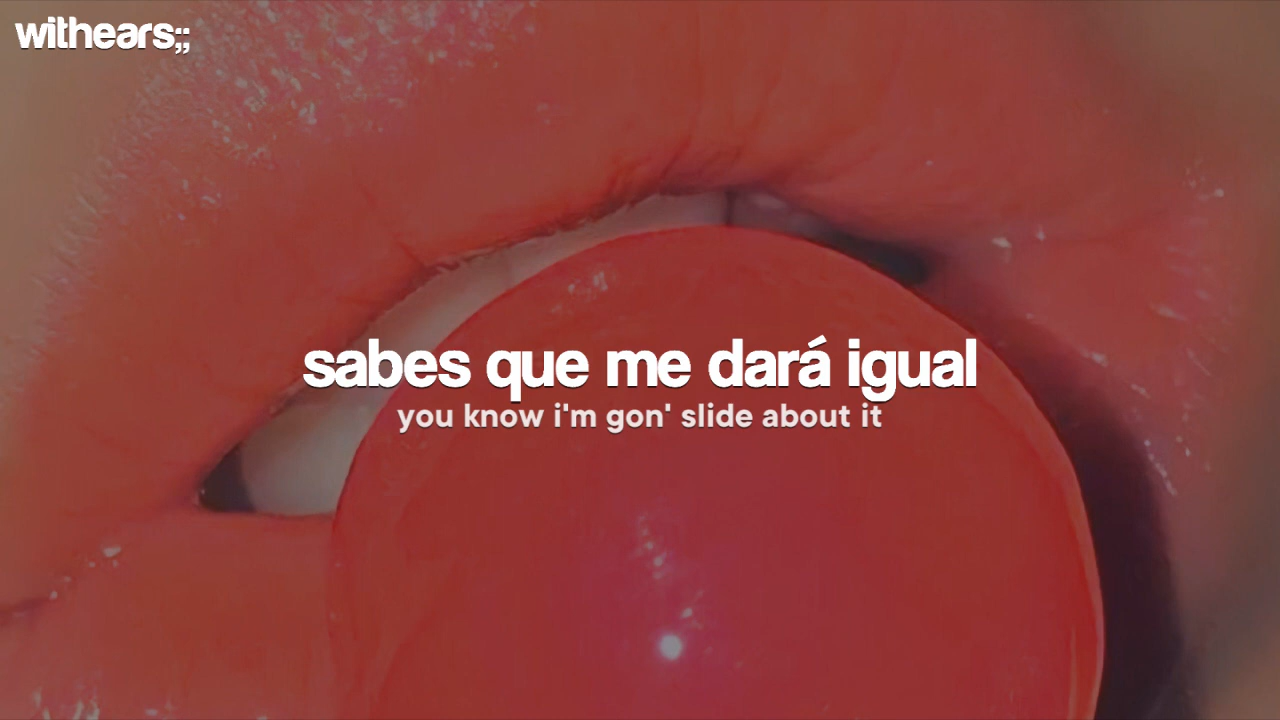 withears;;
sabes que me dará igual
you know i'm gon' slide about it